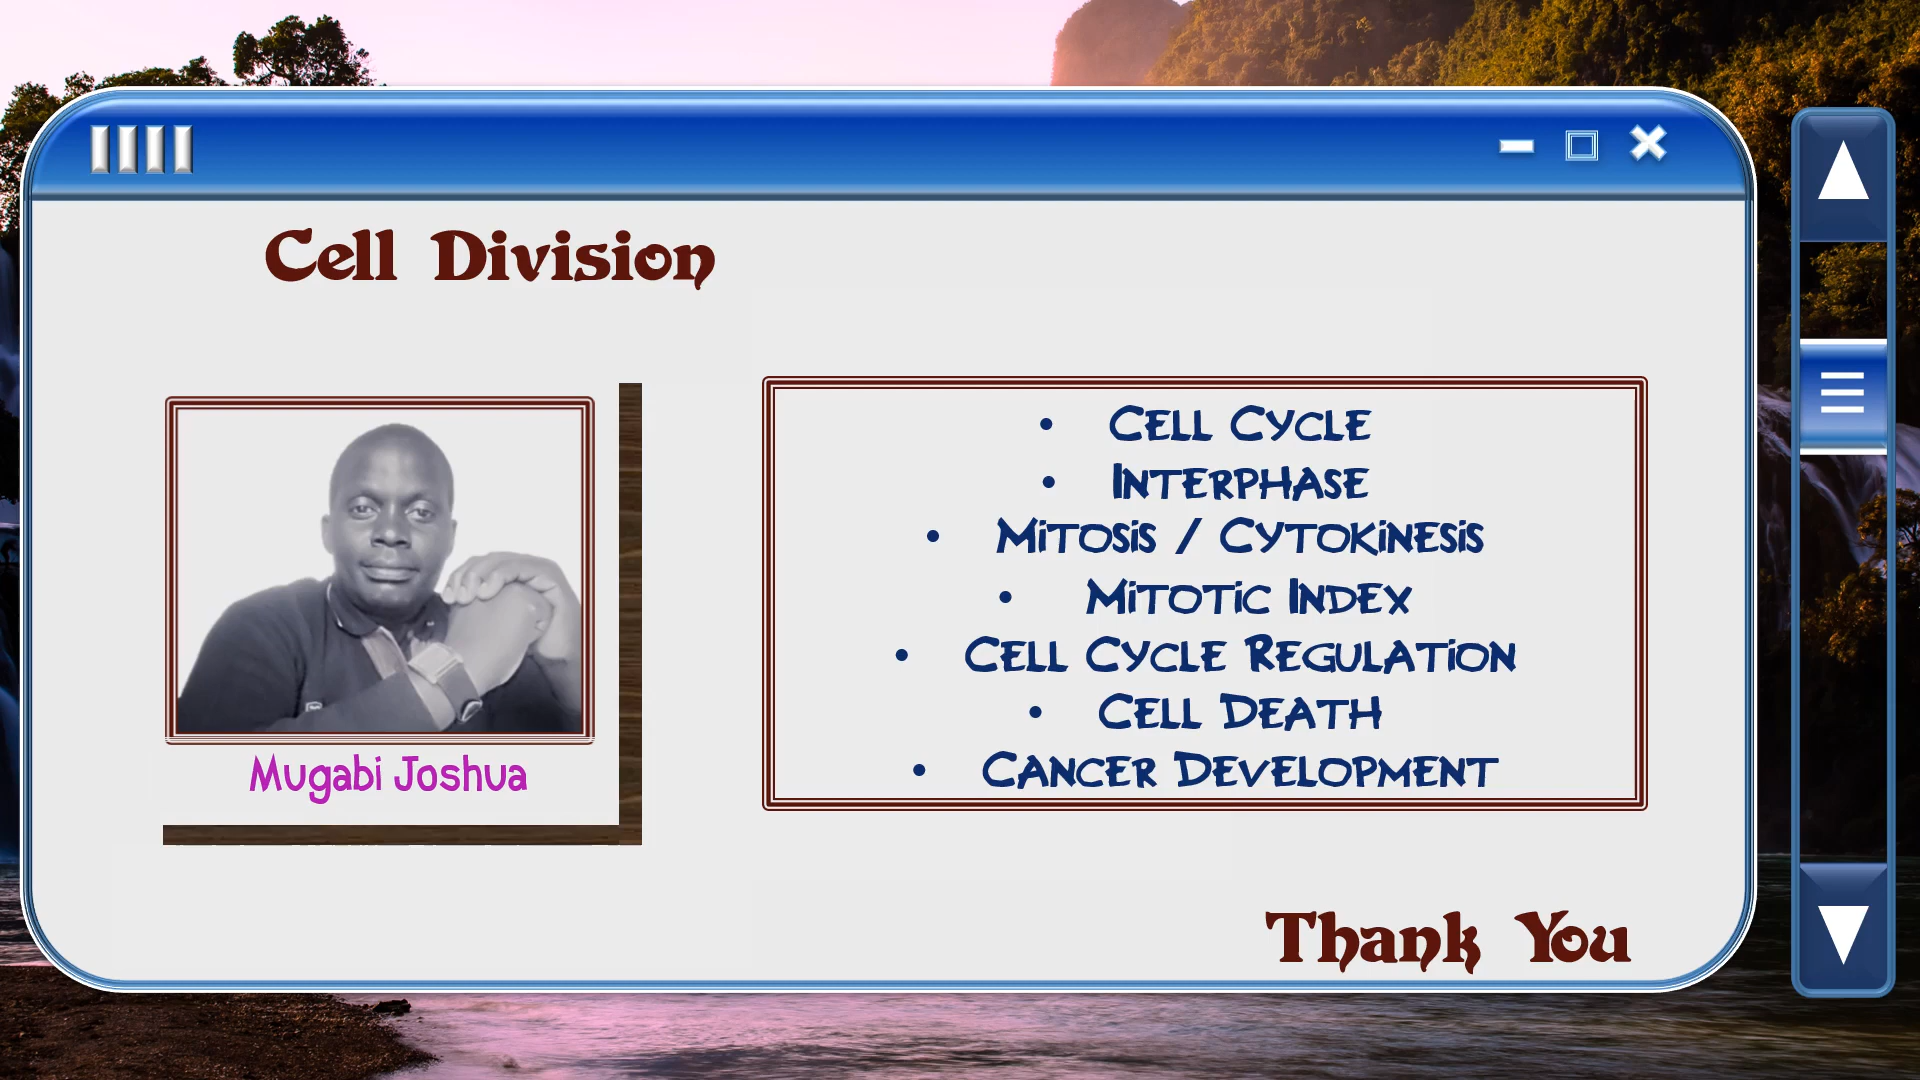 Cell Division
Mugabi Joshua
• Cell Cycle
• Interphase
• Mitosis / Cytokinesis
• Mitotic Index
• Cell Cycle Regulation
• Cell Death
• Cancer Development
Thank You